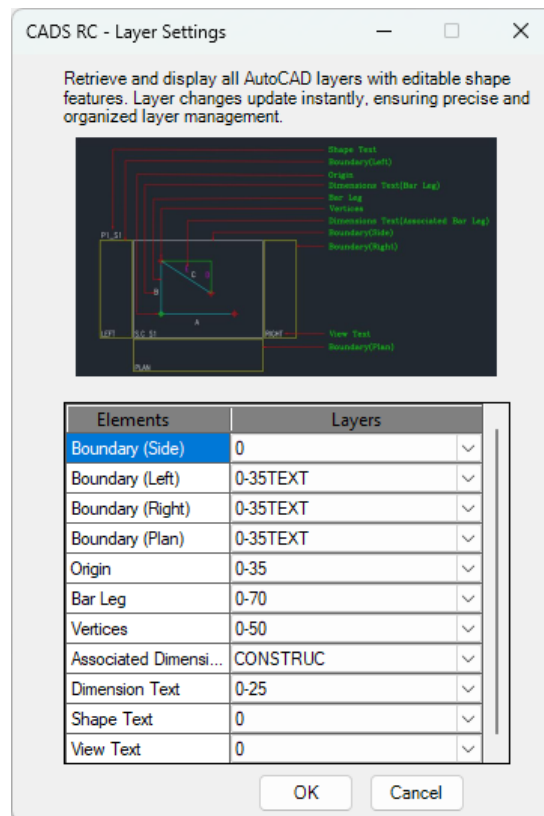 CADS RC - Layer Settings
Retrieve and display all AutoCAD layers with editable shape
features. Layer changes update instantly, ensuring precise and
organized layer management.
Shape Text
Boundary(Left)
Origin
Dimensions Text(Bar Leg)
Bar Leg
Vertices
Dimensions Text(Associated Bar Leg)
Boundary(Side)
Boundary(Right)
P1_S1
C
B
A
LEFT
S.C_S1
RIGHT
View Text
Boundary(Plan)
PLAN
Elements Layers
Boundary (Side) 0
Boundary (Left) 0-35TEXT
Boundary (Right) 0-35TEXT
Boundary (Plan) 0-35TEXT
Origin 0-35
Bar Leg 0-70
Vertices 0-50
Associated Dimensi... CONSTRUC
Dimension Text 0-25
Shape Text 0
View Text 0
OK Cancel